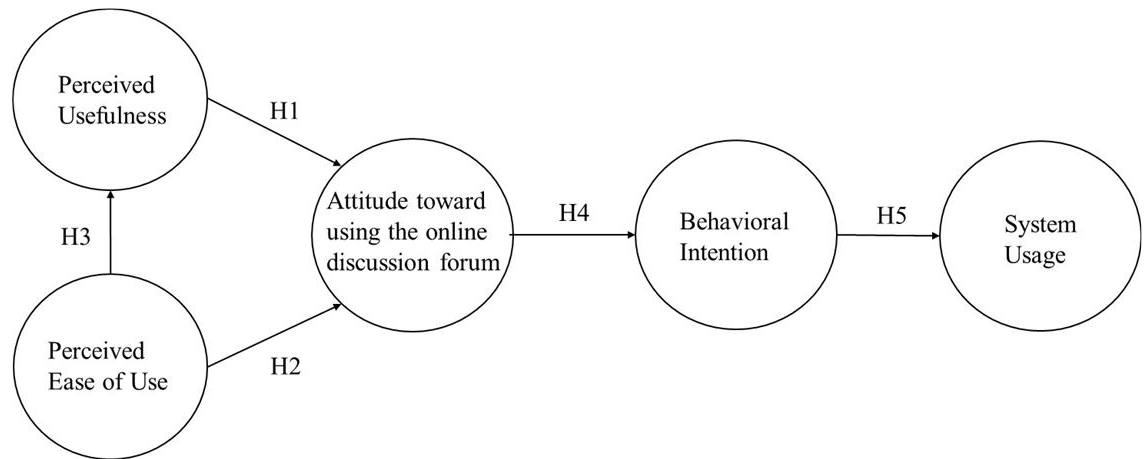 Perceived
Usefulness
H1
H3
Attitude toward
using the online
discussion forum
H4
Behavioral
Intention
H5
System
Usage
Perceived
Ease of Use
H2